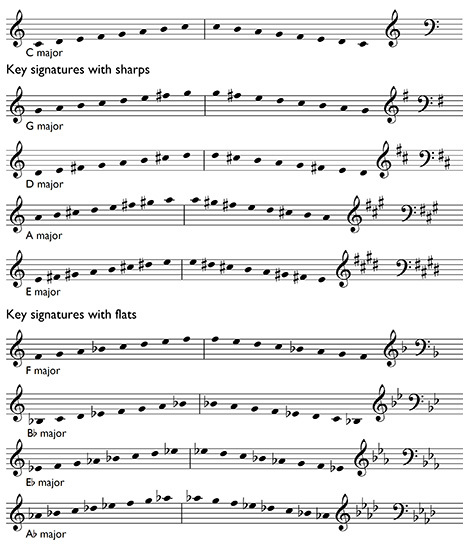 C major
Key signatures with sharps
G major
D major
A major
E major
Key signatures with flats
F major
B♭ major
E♭ major
A♭ major